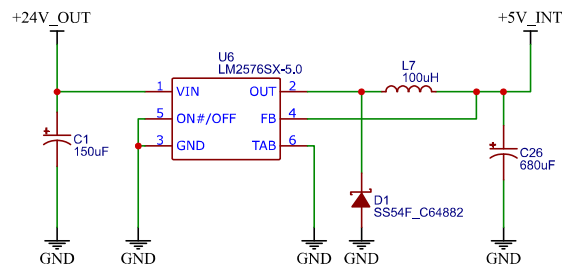 +24V_OUT
+5V_INT
U6
LM2576SX-5.0
L7
100uH
1 VIN OUT 2
5 ON#/OFF FB 4
3 GND TAB 6
C1
150uF
C26
680uF
D1
SS54F_C64882
GND GND GND GND GND